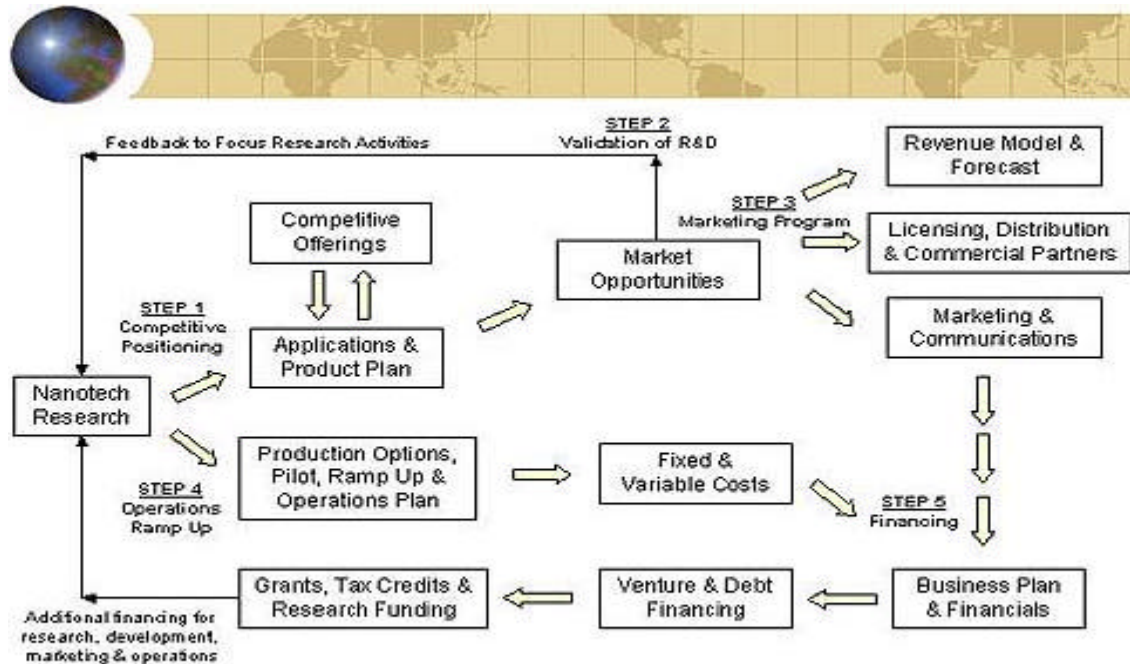 STEP 2
Feedback to Focus Research Activities
Validation of R&D
Revenue Model &
Forecast
STEP 3
Marketing Program
Competitive
Offerings
Licensing, Distribution
& Commercial Partners
Market
Opportunities
STEP 1
Competitive
Positioning
Applications &
Product Plan
Marketing &
Communications
Nanotech
Research
STEP 4
Operations
Ramp Up
Production Options,
Pilot, Ramp Up &
Operations Plan
Fixed &
Variable Costs
STEP 5
Financing
Grants, Tax Credits &
Research Funding
Venture & Debt
Financing
Business Plan
& Financials
Additional financing for
research, development,
marketing & operations